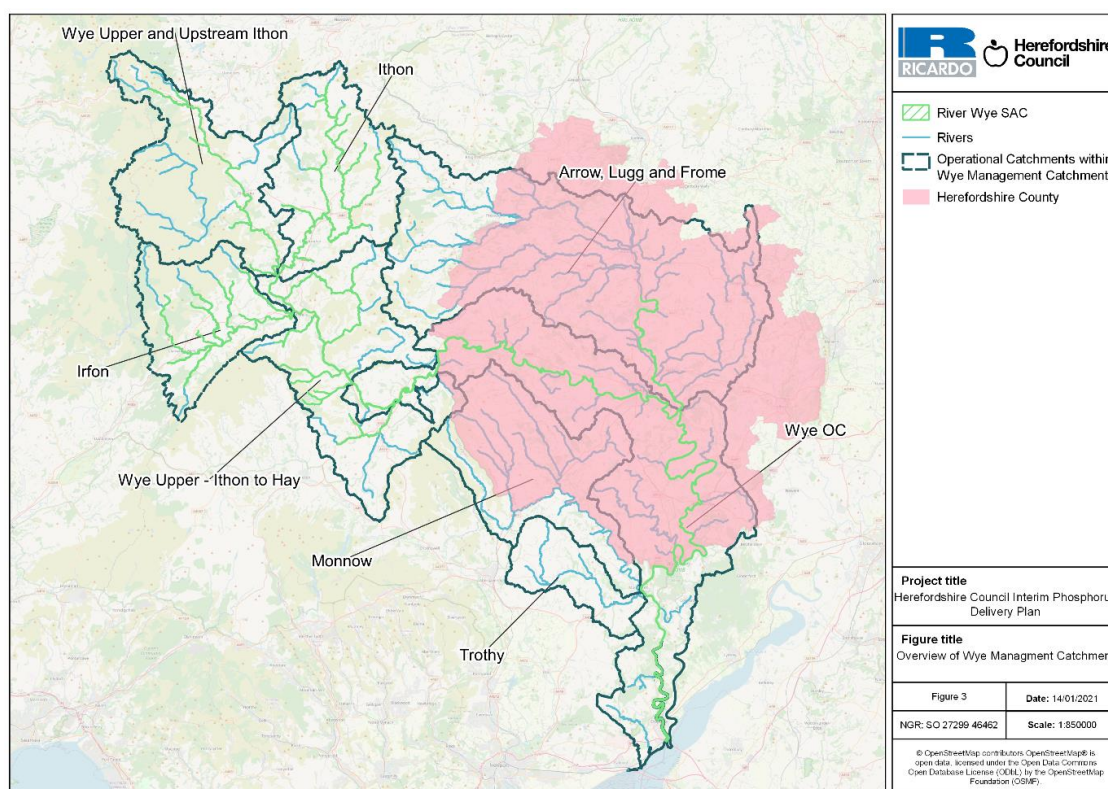 Wye Upper and Upstream Ithon
Ithon
Arrow, Lugg and Frome
Irfon
Wye Upper - Ithon to Hay
Wye OC
Monnow
Trothy
RICARDO
Herefordshire
Council
River Wye SAC
Rivers
Operational Catchments within
Wye Management Catchment
Herefordshire County
Project title
Herefordshire Council Interim Phosphoru
Delivery Plan
Figure title
Overview of Wye Managment Catchmen
Figure 3
Date: 14/01/2021
NGR: SO 27299 46462
Scale: 1:850000
© OpenStreetMap contributors OpenStreetMap® is
open data, licensed under the Open Data Commons
Open Database License (ODbL) by the OpenStreetMap
Foundation (OSMF).